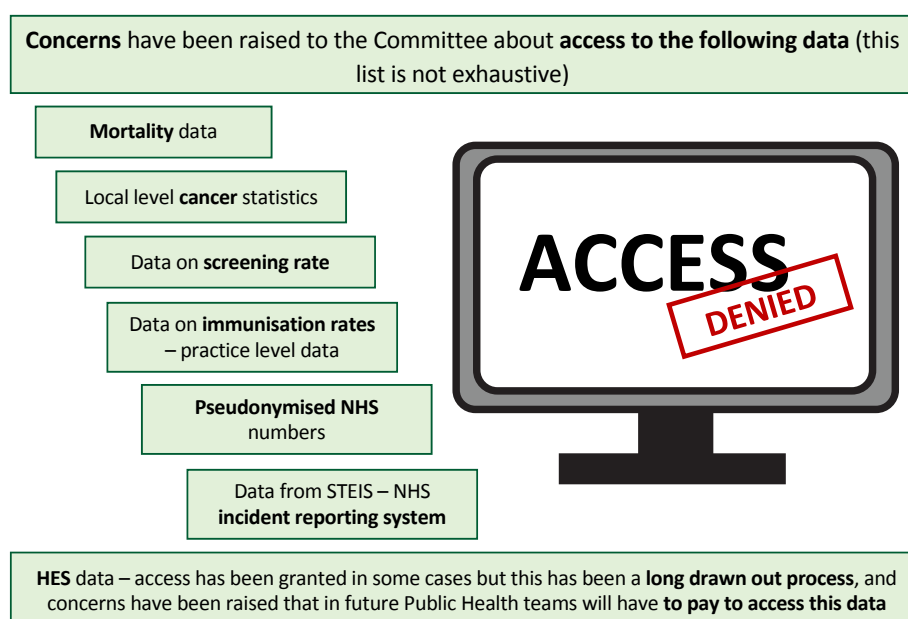 Concerns have been raised to the Committee about access to the following data (this
list is not exhaustive)
Mortality data
Local level cancer statistics
Data on screening rate
Data on immunisation rates
– practice level data
Pseudonymised NHS
numbers
Data from STEIS – NHS
incident reporting system
ACCESS
DENIED
HES data – access has been granted in some cases but this has been a long drawn out process, and
concerns have been raised that in future Public Health teams will have to pay to access this data